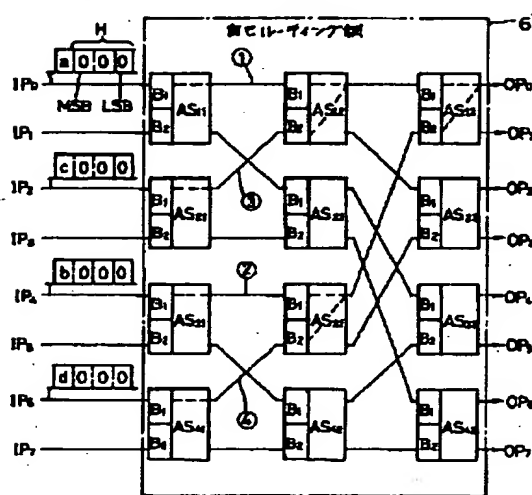 H
自己ルーティング網
6
a 0 0 0
MSB LSB
①
IP₀
B₁
B₂
AS₁₁
B₁
B₂
AS₁₂
B₁
B₂
AS₁₃
OP₀
IP₁
OP₁
c 0 0 0
③
IP₂
B₁
B₂
AS₂₁
B₁
B₂
AS₂₂
B₁
B₂
AS₂₃
OP₂
IP₃
OP₃
b 0 0 0
②
IP₄
B₁
B₂
AS₃₁
B₁
B₂
AS₃₂
B₁
B₂
AS₃₃
OP₄
IP₅
OP₅
d 0 0 0
④
IP₆
B₁
B₂
AS₄₁
B₁
B₂
AS₄₂
B₁
B₂
AS₄₃
OP₆
IP₇
OP₇